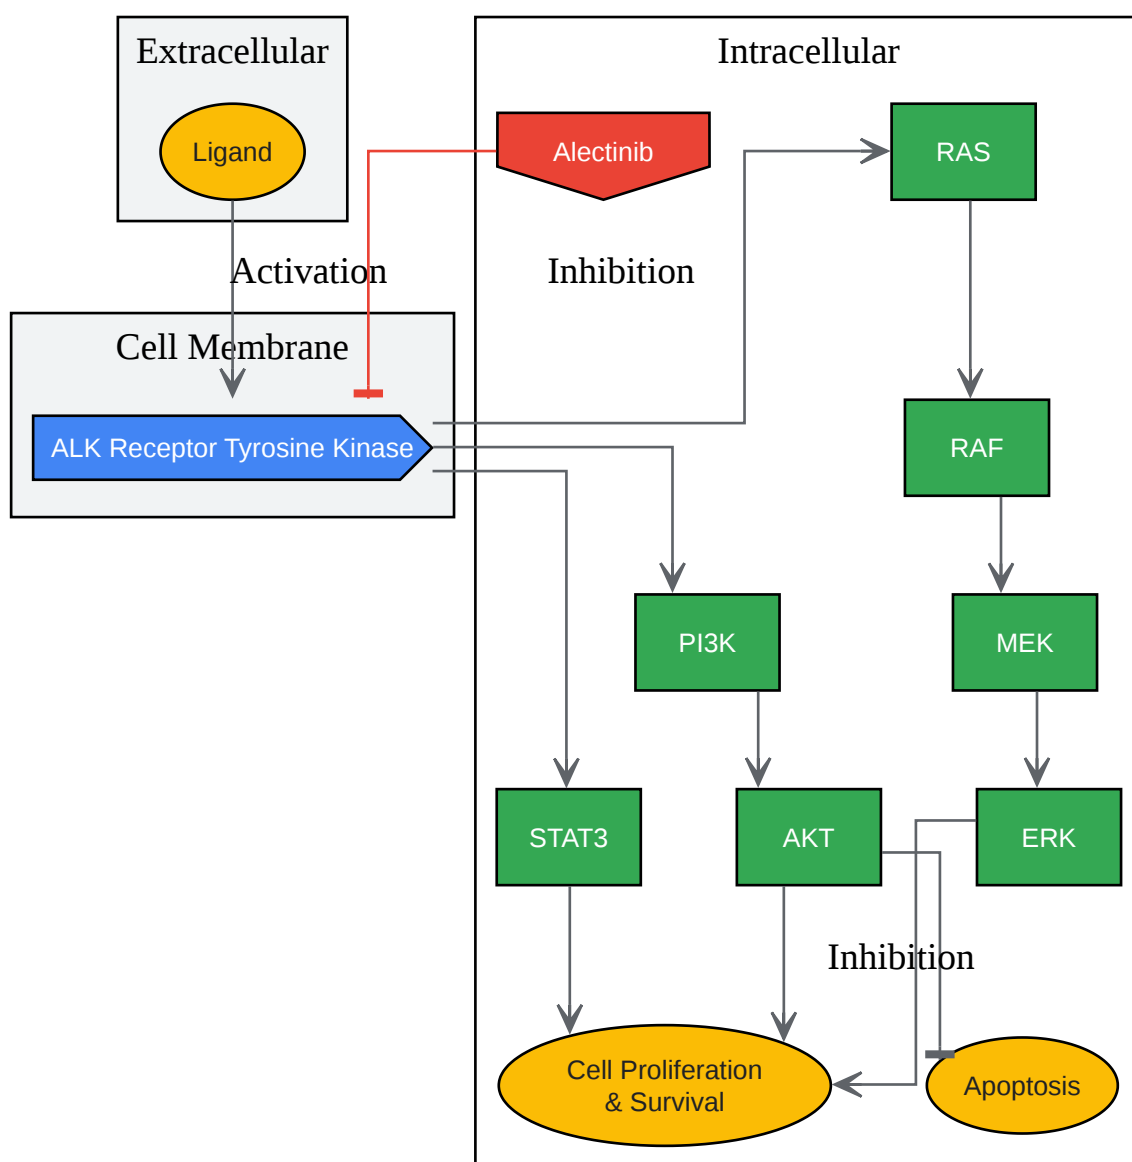 Extracellular
Intracellular
Ligand
Alectinib
RAS
Activation
Inhibition
Cell Membrane
ALK Receptor Tyrosine Kinase
RAF
PI3K
MEK
STAT3
AKT
ERK
Inhibition
Cell Proliferation
& Survival
Apoptosis